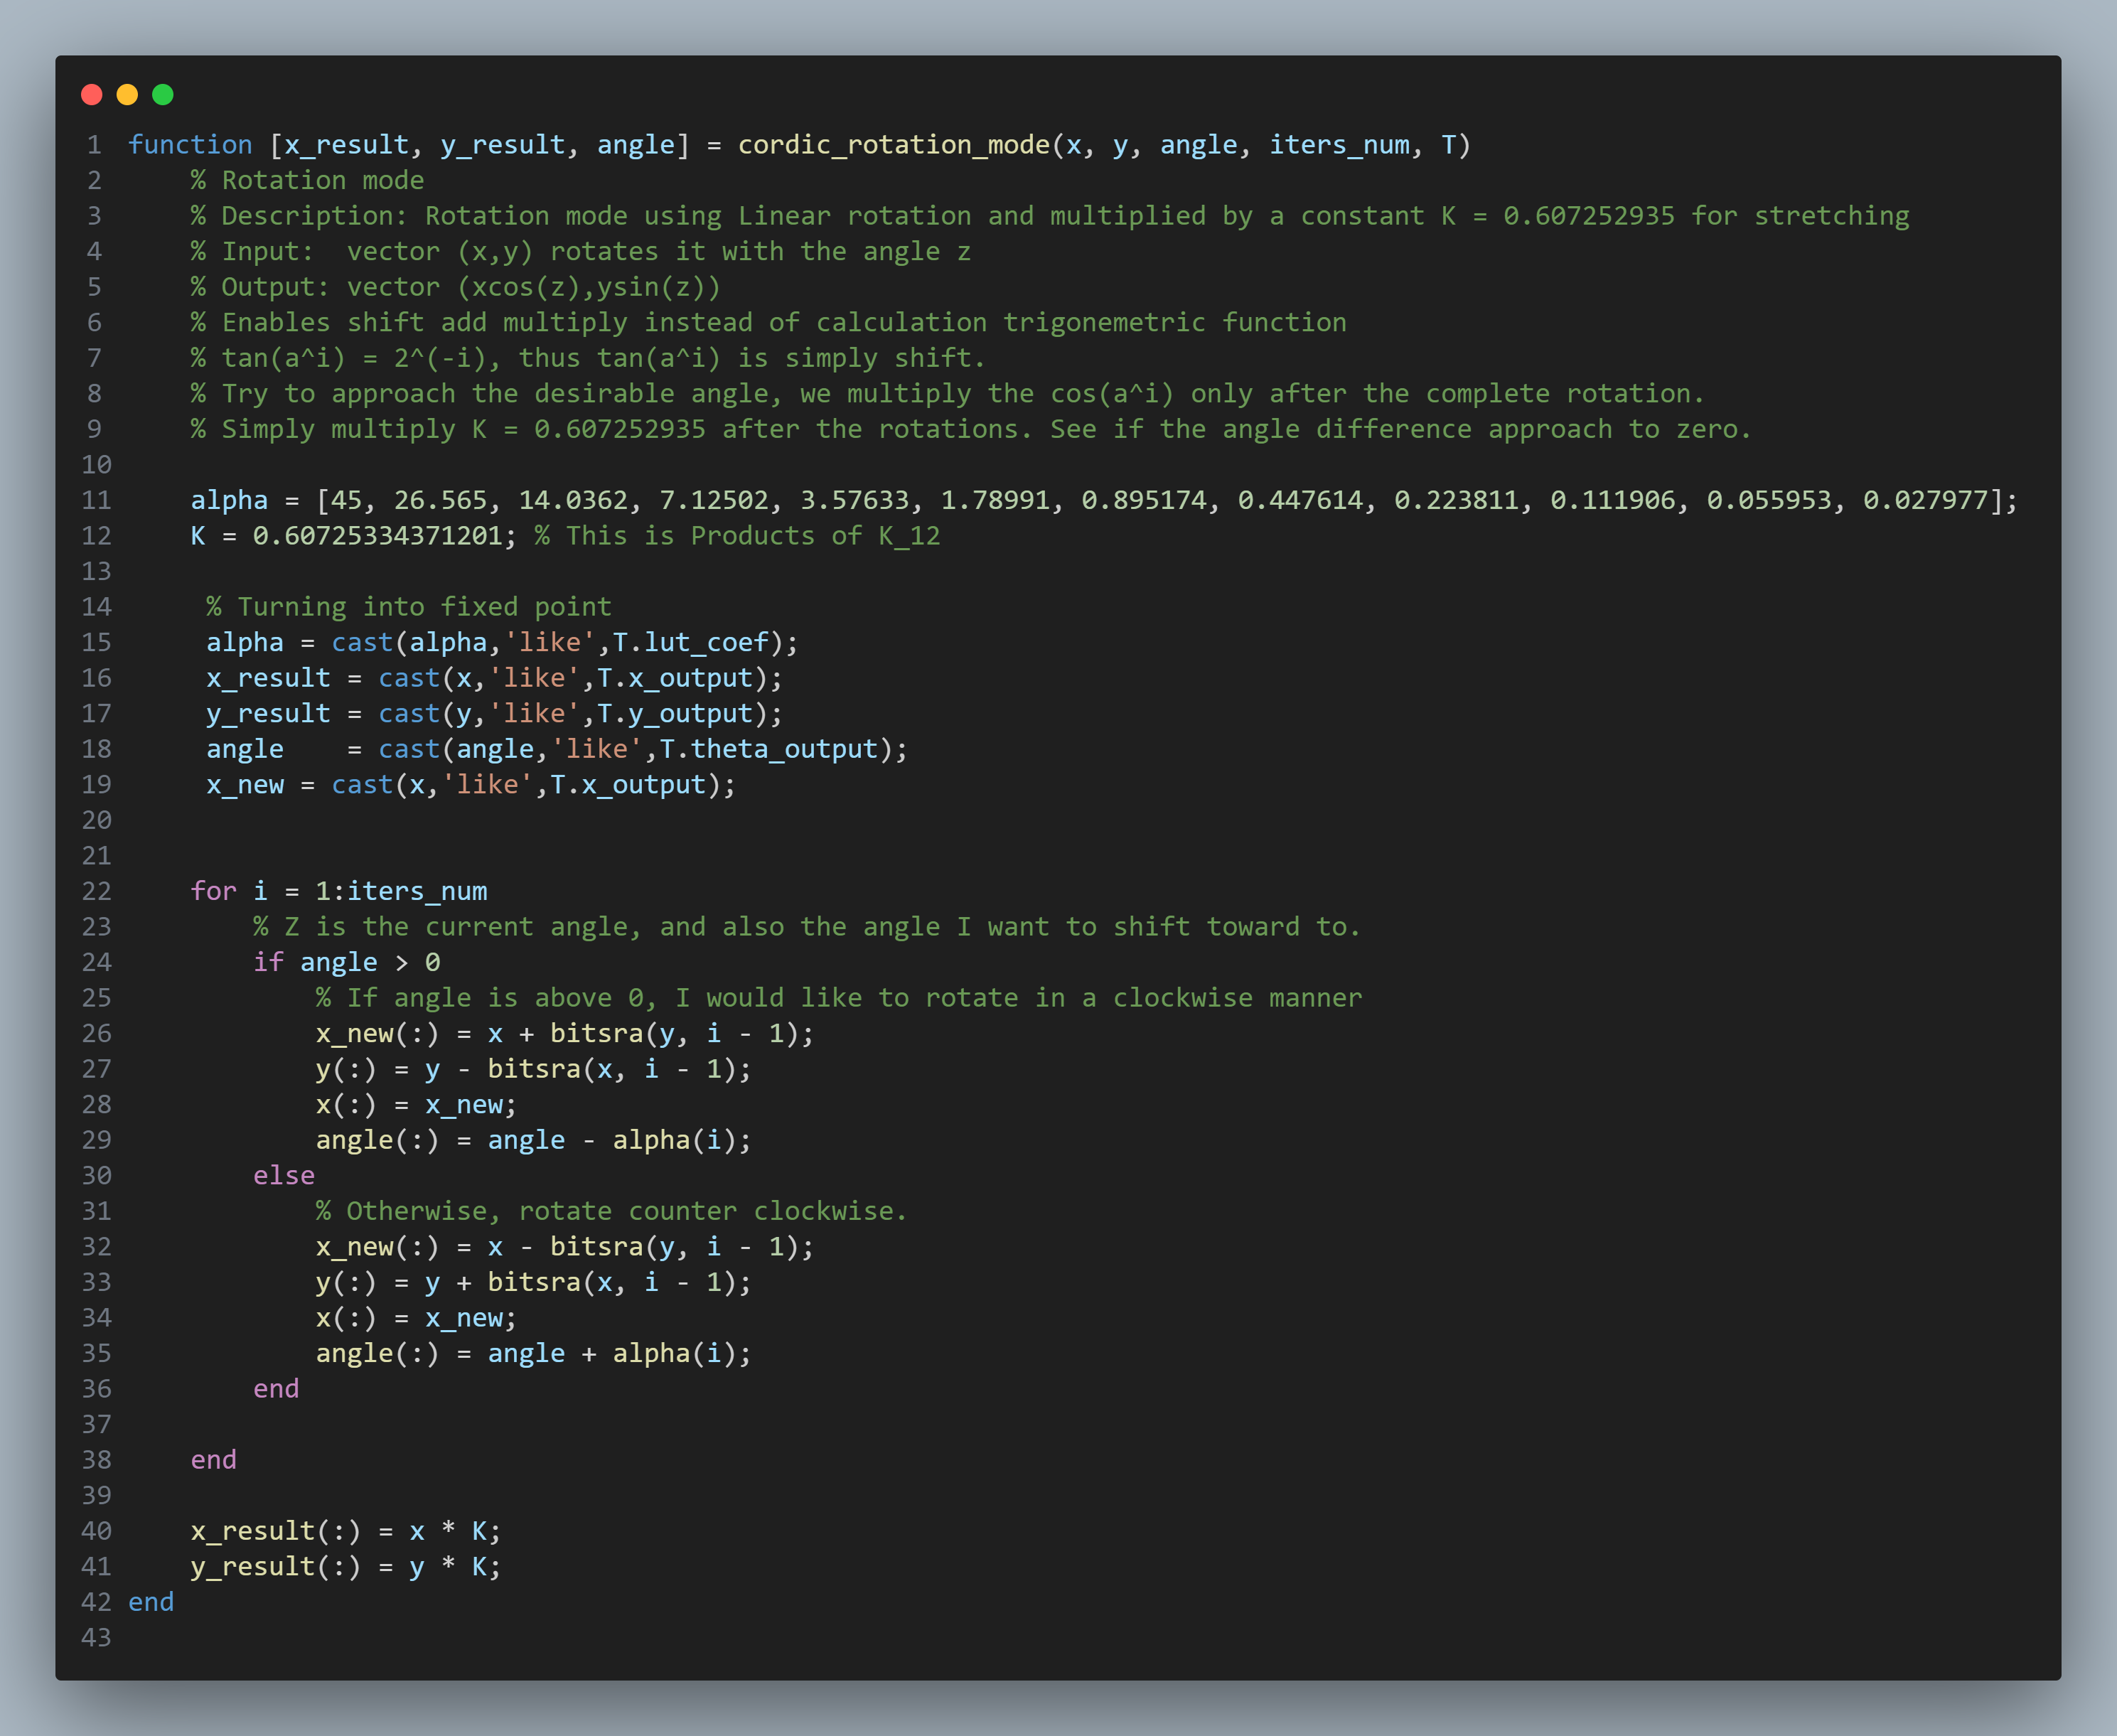 1 function [x_result, y_result, angle] = cordic_rotation_mode(x, y, angle, iters_num, T)
2     % Rotation mode
3     % Description: Rotation mode using Linear rotation and multiplied by a constant K = 0.607252935 for stretching
4     % Input:  vector (x,y) rotates it with the angle z
5     % Output: vector (xcos(z),ysin(z))
6     % Enables shift add multiply instead of calculation trigonemetric function
7     % tan(a^i) = 2^(-i), thus tan(a^i) is simply shift.
8     % Try to approach the desirable angle, we multiply the cos(a^i) only after the complete rotation.
9     % Simply multiply K = 0.607252935 after the rotations. See if the angle difference approach to zero.
10
11     alpha = [45, 26.565, 14.0362, 7.12502, 3.57633, 1.78991, 0.895174, 0.447614, 0.223811, 0.111906, 0.055953, 0.027977];
12     K = 0.60725334371201; % This is Products of K_12
13
14      % Turning into fixed point
15      alpha = cast(alpha,'like',T.lut_coef);
16      x_result = cast(x,'like',T.x_output);
17      y_result = cast(y,'like',T.y_output);
18      angle    = cast(angle,'like',T.theta_output);
19      x_new = cast(x,'like',T.x_output);
20
21
22     for i = 1:iters_num
23         % Z is the current angle, and also the angle I want to shift toward to.
24         if angle > 0
25             % If angle is above 0, I would like to rotate in a clockwise manner
26             x_new(:) = x + bitsra(y, i - 1);
27             y(:) = y - bitsra(x, i - 1);
28             x(:) = x_new;
29             angle(:) = angle - alpha(i);
30         else
31             % Otherwise, rotate counter clockwise.
32             x_new(:) = x - bitsra(y, i - 1);
33             y(:) = y + bitsra(x, i - 1);
34             x(:) = x_new;
35             angle(:) = angle + alpha(i);
36         end
37
38     end
39
40     x_result(:) = x * K;
41     y_result(:) = y * K;
42 end
43